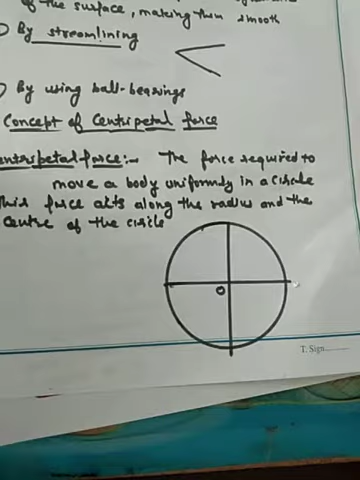 of the surface, making them smooth
) By streamlining
) By using ball-bearings
Concept of Centripetal force
entripetal force:- The force required to
move a body uniformly in a circle
This force acts along the radius and the
Centre of the circle
O
T. Sign